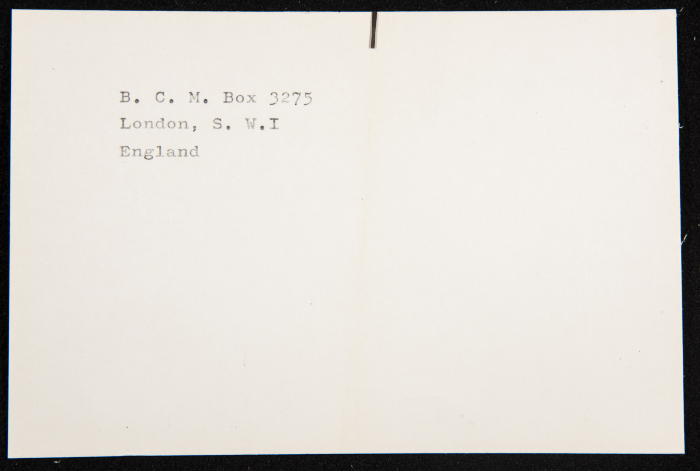 B. C. M. Box 3275
London, S. W.I
England